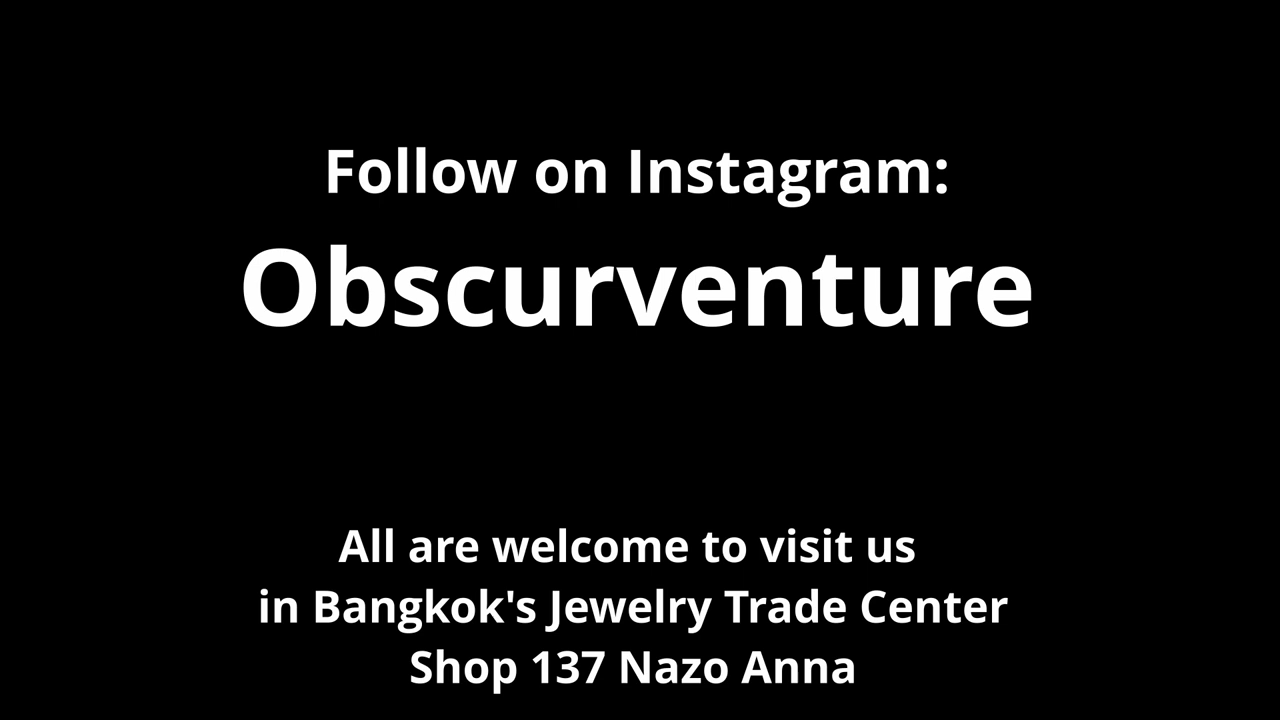 Follow on Instagram:
Obscurventure
All are welcome to visit us
in Bangkok's Jewelry Trade Center
Shop 137 Nazo Anna